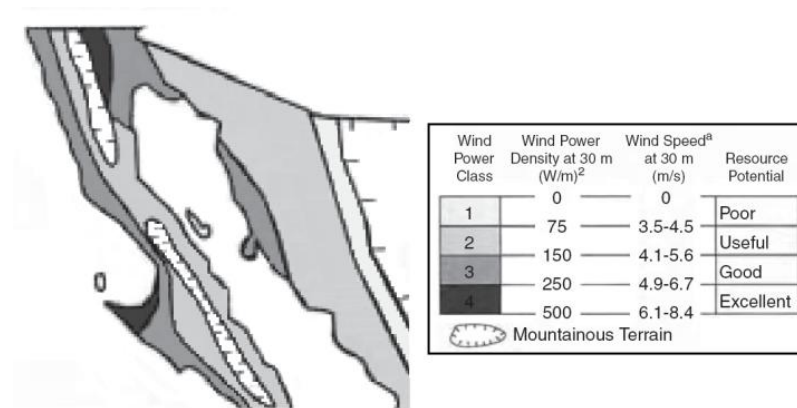 Wind Power Class
Wind Power Density at 30 m (W/m)2
Wind Speeda at 30 m (m/s)
Resource Potential
0 0
1 Poor
75 3.5-4.5
2 Useful
150 4.1-5.6
3 Good
250 4.9-6.7
4 Excellent
500 6.1-8.4
Mountainous Terrain